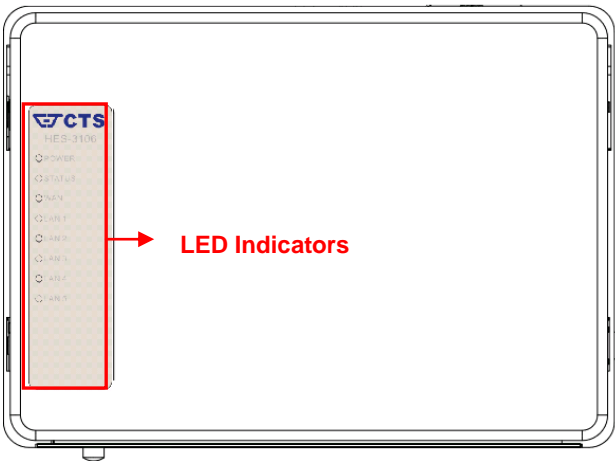 CTS
HES-3100
POWER
STATUS
WAN
LAN 1
LAN 2
LAN 3
LAN 4
LAN 5
LED Indicators